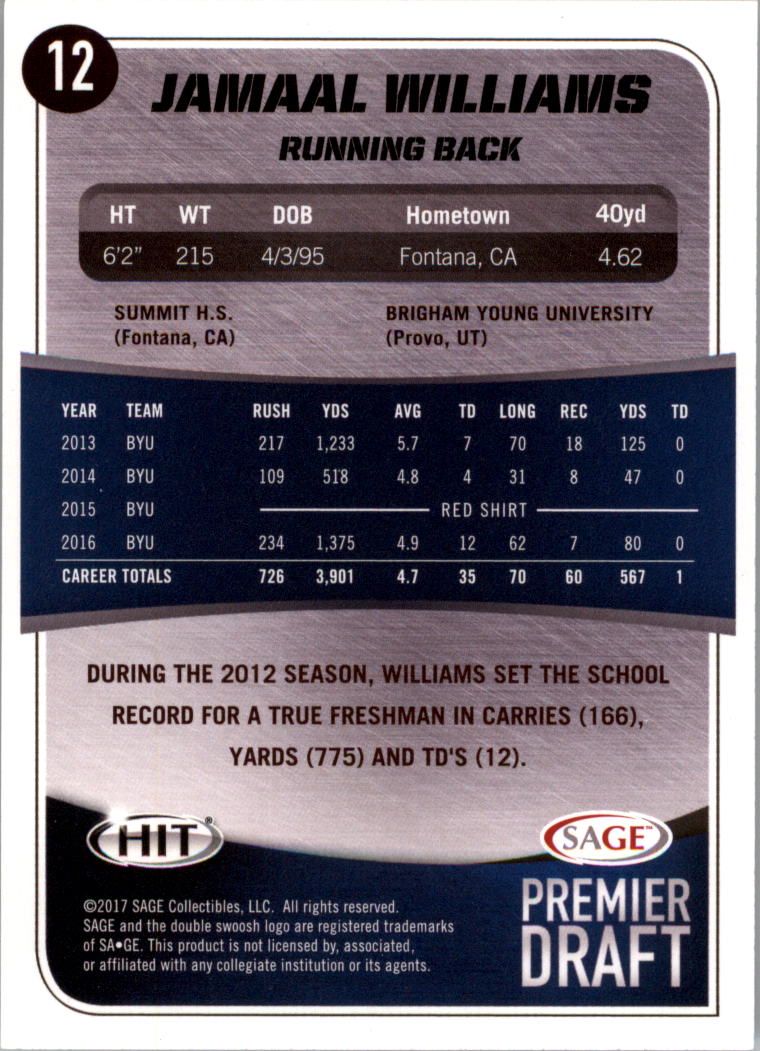 12
JAMAAL WILLIAMS
RUNNING BACK
HT WT DOB Hometown 40yd
6'2" 215 4/3/95 Fontana, CA 4.62
SUMMIT H.S. BRIGHAM YOUNG UNIVERSITY
(Fontana, CA) (Provo, UT)
YEAR TEAM RUSH YDS AVG TD LONG REC YDS TD
2013 BYU 217 1,233 5.7 7 70 18 125 0
2014 BYU 109 518 4.8 4 31 8 47 0
2015 BYU RED SHIRT
2016 BYU 234 1,375 4.9 12 62 7 80 0
CAREER TOTALS 726 3,901 4.7 35 70 60 567 1
DURING THE 2012 SEASON, WILLIAMS SET THE SCHOOL
RECORD FOR A TRUE FRESHMAN IN CARRIES (166),
YARDS (775) AND TD'S (12).
HIT® SAGE™
©2017 SAGE Collectibles, LLC. All rights reserved.
SAGE and the double swoosh logo are registered trademarks
of SA•GE. This product is not licensed by, associated,
or affiliated with any collegiate institution or its agents.
PREMIER
DRAFT